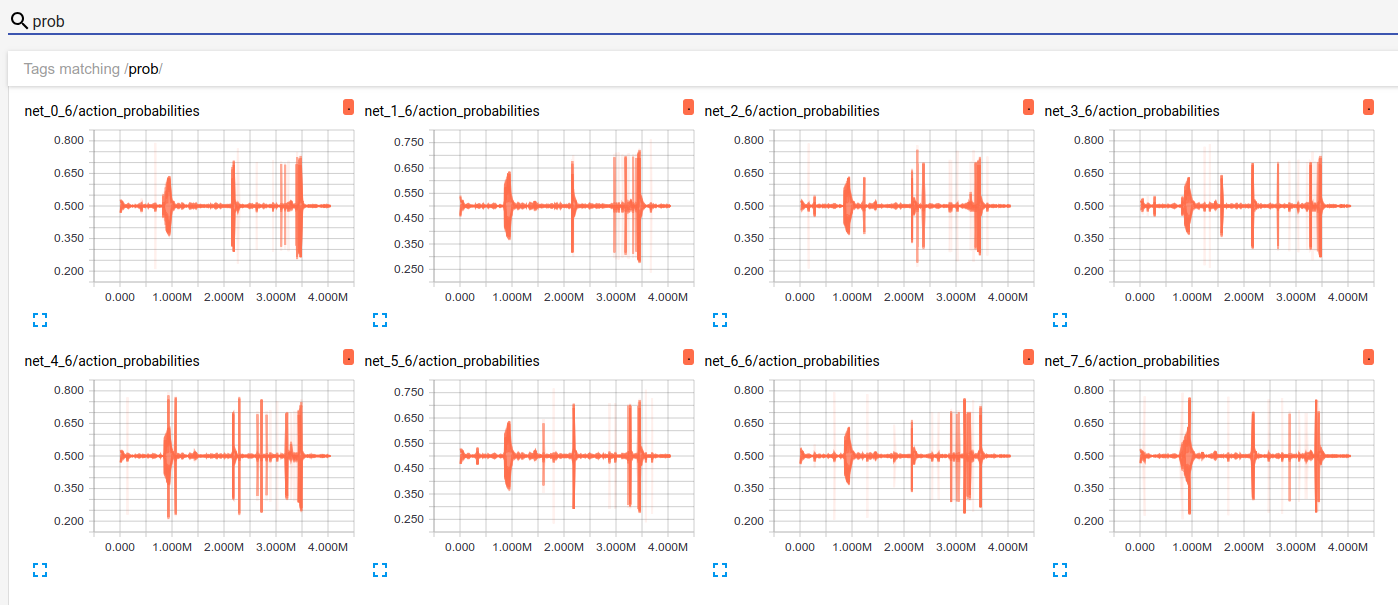 prob
Tags matching /prob/
net_0_6/action_probabilities
net_1_6/action_probabilities
net_2_6/action_probabilities
net_3_6/action_probabilities
0.800
0.650
0.500
0.350
0.200
0.000 1.000M 2.000M 3.000M 4.000M
0.750
0.650
0.550
0.450
0.350
0.250
0.000 1.000M 2.000M 3.000M 4.000M
0.800
0.650
0.500
0.350
0.200
0.000 1.000M 2.000M 3.000M 4.000M
0.800
0.650
0.500
0.350
0.200
0.000 1.000M 2.000M 3.000M 4.000M
net_4_6/action_probabilities
net_5_6/action_probabilities
net_6_6/action_probabilities
net_7_6/action_probabilities
0.800
0.650
0.500
0.350
0.200
0.000 1.000M 2.000M 3.000M 4.000M
0.750
0.650
0.550
0.450
0.350
0.250
0.000 1.000M 2.000M 3.000M 4.000M
0.800
0.650
0.500
0.350
0.200
0.000 1.000M 2.000M 3.000M 4.000M
0.800
0.650
0.500
0.350
0.200
0.000 1.000M 2.000M 3.000M 4.000M